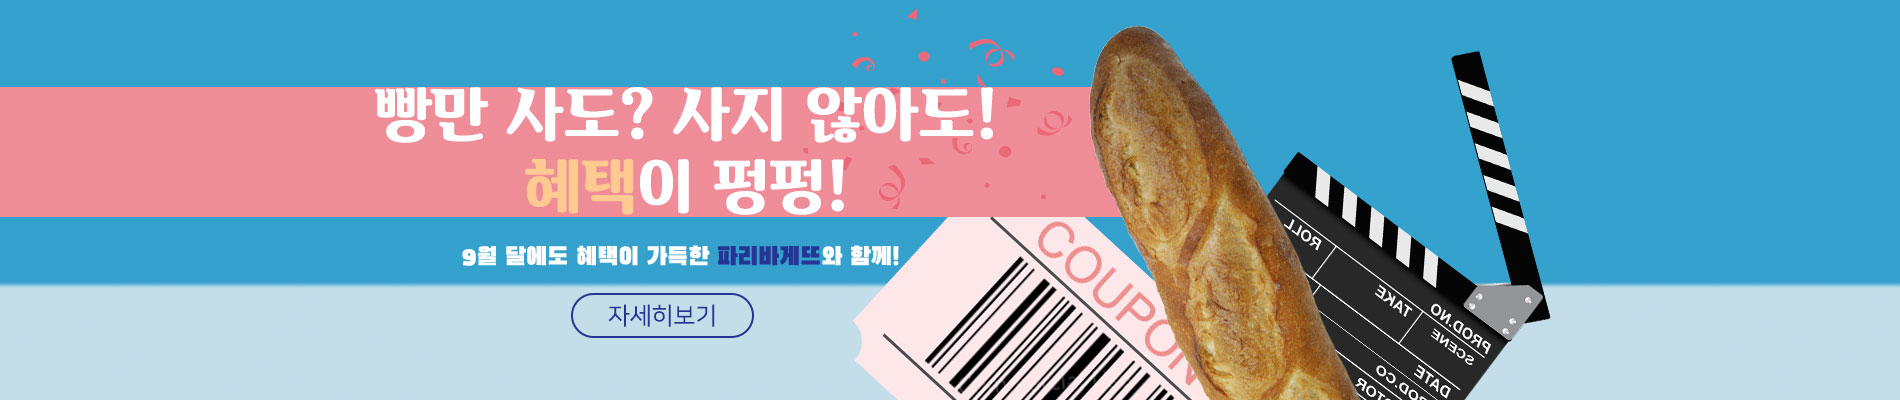 빵만 사도? 사지 않아도!
혜택이 펑펑!
9월 달에도 혜택이 가득한 파리바게뜨와 함께!
자세히보기
COUPON
ROLL
TAKE
PROD.NO
SCENE
DATE